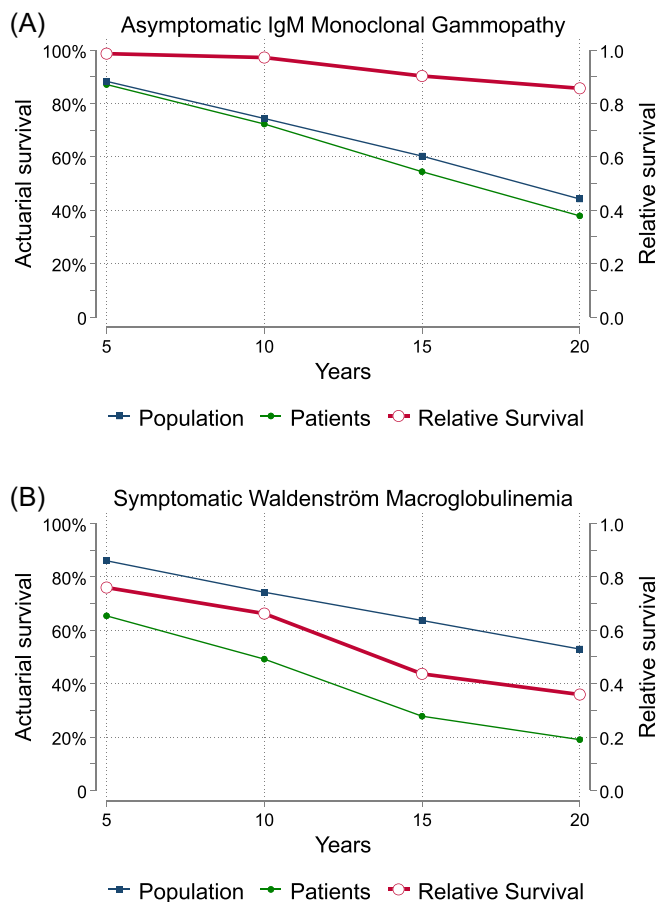 (A)
Asymptomatic IgM Monoclonal Gammopathy
100%
80%
60%
40%
20%
0
Actuarial survival
1.0
0.8
0.6
0.4
0.2
0.0
Relative survival
5 10 15 20
Years
Population Patients Relative Survival
(B)
Symptomatic Waldenström Macroglobulinemia
100%
80%
60%
40%
20%
0
Actuarial survival
1.0
0.8
0.6
0.4
0.2
0.0
Relative survival
5 10 15 20
Years
Population Patients Relative Survival